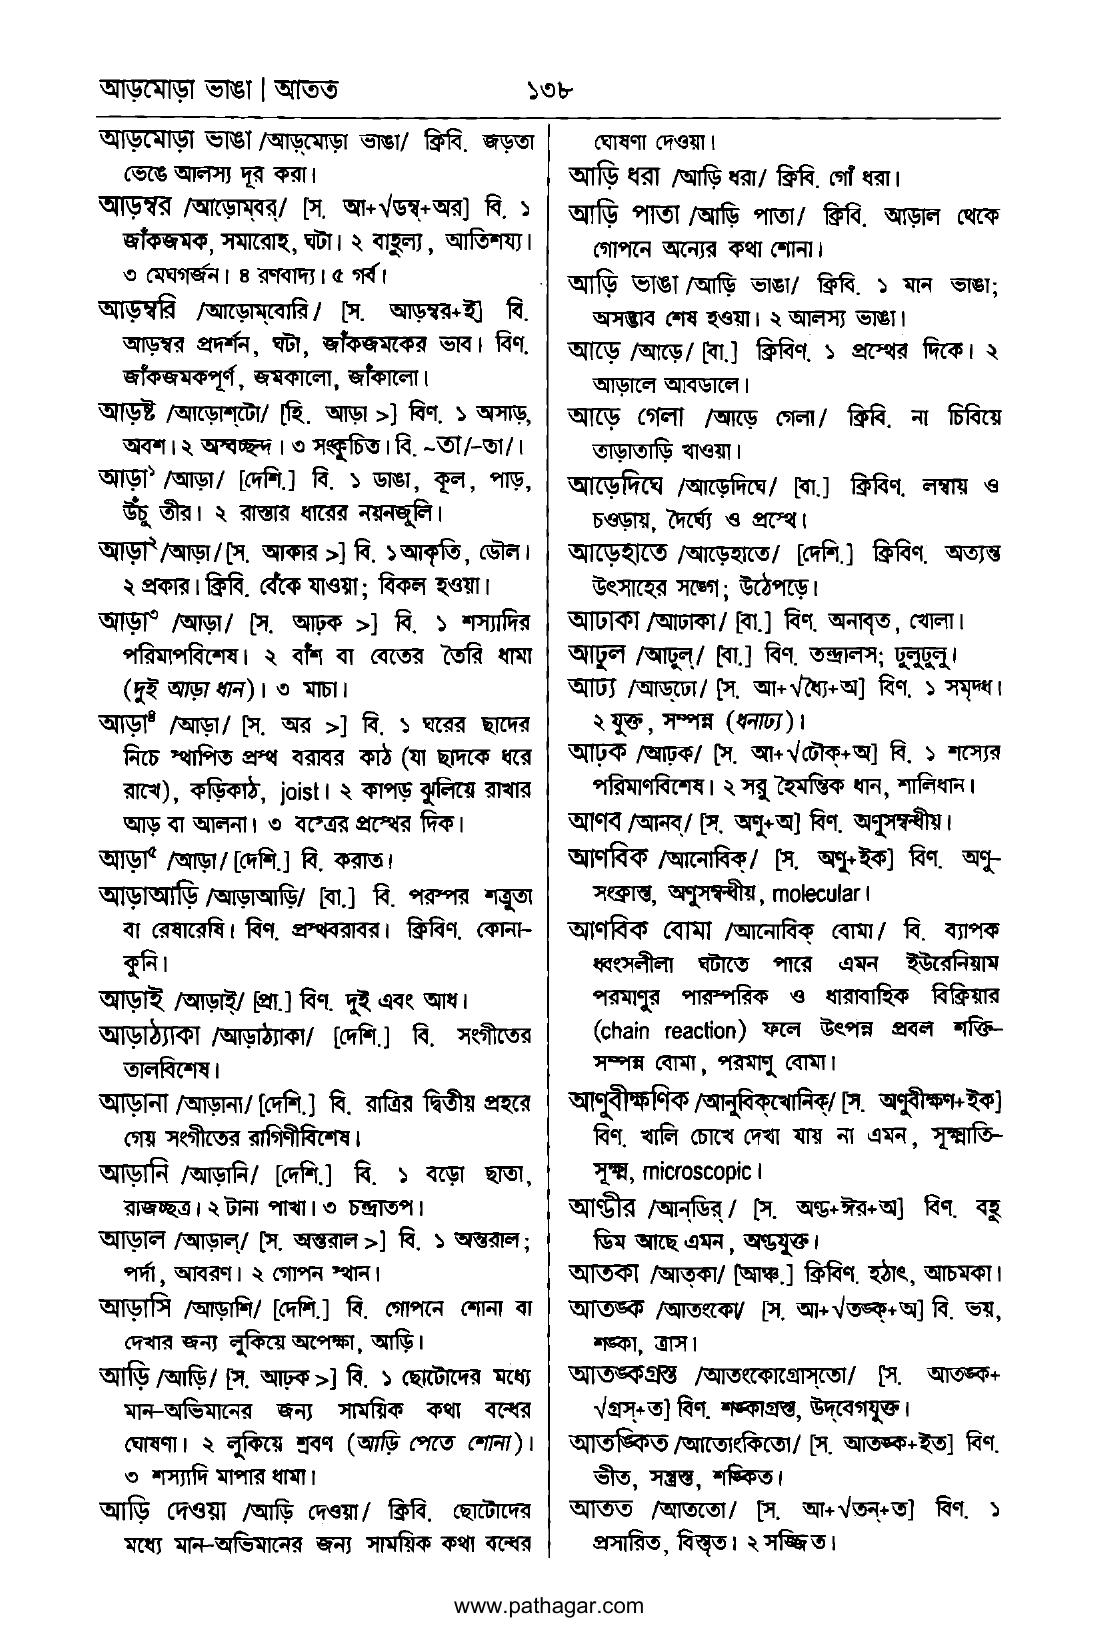 আড়মোড়া ভাঙা | আতত
১৩৮
আড়মোড়া ভাঙা /আড়্‌মোড়া ভাঙা/ ক্রিবি. জড়তা
ভেঙে আলস্য দূর করা।
আড়ম্বর /আড়োম্‌বর্/ [স. আ+√ডম্ব্+অর] বি. ১
জাঁকজমক, সমারোহ, ঘটা। ২ বাহুল্য, আতিশয্য।
৩ মেঘগর্জন। ৪ রণবাদ্য। ৫ গর্ব।
আড়ম্বরি /আড়োম্‌বোরি/ [স. আড়ম্বর+ই] বি.
আড়ম্বর প্রদর্শন, ঘটা, জাঁকজমকের ভাব। বিণ.
জাঁকজমকপূর্ণ, জমকালো, জাঁকালো।
আড়ষ্ট /আড়োশ্‌টো/ [হি. আড়া >] বিণ. ১ অসাড়,
অবশ। ২ অস্বচ্ছন্দ। ৩ সংকুচিত। বি. ~তা/–তা/।
আড়া১ /আড়া/ [দেশি.] বি. ১ ডাঙা, কূল, পাড়,
উঁচু তীর। ২ রাস্তার ধারের নয়নজুলি।
আড়া২ /আড়া/ [স. আকার >] বি. ১ আকৃতি, ডৌল।
২ প্রকার। ক্রিবি. বেঁকে যাওয়া; বিকল হওয়া।
আড়া৩ /আড়া/ [স. আঢ়ক >] বি. ১ শস্যাদির
পরিমাপবিশেষ। ২ বাঁশ বা বেতের তৈরি ধামা
(দুই আড়া ধান)। ৩ মাচা।
আড়া৪ /আড়া/ [স. অর >] বি. ১ ঘরের ছাদের
নিচে স্থাপিত প্রস্থ বরাবর কাঠ (যা ছাদকে ধরে
রাখে), কড়িকাঠ, joist। ২ কাপড় ঝুলিয়ে রাখার
আড় বা আলনা। ৩ বস্ত্রের প্রস্থের দিক।
আড়া৫ /আড়া/ [দেশি.] বি. করাত।
আড়াআড়ি /আড়াআড়ি/ [বা.] বি. পরস্পর শত্রুতা
বা রেষারেষি। বিণ. প্রস্থবরাবর। ক্রিবিণ. কোনা–
কুনি।
আড়াই /আড়াই্/ [প্রা.] বিণ. দুই এবং আধ।
আড়াঠ্যাকা /আড়াঠ্যাকা/ [দেশি.] বি. সংগীতের
তালবিশেষ।
আড়ানা /আড়ানা/ [দেশি.] বি. রাত্রির দ্বিতীয় প্রহরে
গেয় সংগীতের রাগিণীবিশেষ।
আড়ানি /আড়ানি/ [দেশি.] বি. ১ বড়ো ছাতা,
রাজচ্ছত্র। ২ টানা পাখা। ৩ চন্দ্রাতপ।
আড়াল /আড়াল্/ [স. অন্তরাল >] বি. ১ অন্তরাল;
পর্দা, আবরণ। ২ গোপন স্থান।
আড়াসি /আড়াশি/ [দেশি.] বি. গোপনে শোনা বা
দেখার জন্য লুকিয়ে অপেক্ষা, আড়ি।
আড়ি /আড়ি/ [স. আঢ়ক >] বি. ১ ছোটোদের মধ্যে
মান–অভিমানের জন্য সাময়িক কথা বন্ধের
ঘোষণা। ২ লুকিয়ে শ্রবণ (আড়ি পেতে শোনা)।
৩ শস্যাদি মাপার ধামা।
আড়ি দেওয়া /আড়ি দেওয়া/ ক্রিবি. ছোটোদের
মধ্যে মান–অভিমানের জন্য সাময়িক কথা বন্ধের
ঘোষণা দেওয়া।
আড়ি ধরা /আড়ি ধরা/ ক্রিবি. গোঁ ধরা।
আড়ি পাতা /আড়ি পাতা/ ক্রিবি. আড়াল থেকে
গোপনে অন্যের কথা শোনা।
আড়ি ভাঙা /আড়ি ভাঙা/ ক্রিবি. ১ মান ভাঙা;
অসদ্ভাব শেষ হওয়া। ২ আলস্য ভাঙা।
আড়ে /আড়ে/ [বা.] ক্রিবিণ. ১ প্রস্থের দিকে। ২
আড়ালে আবডালে।
আড়ে গেলা /আড়ে গেলা/ ক্রিবি. না চিবিয়ে
তাড়াতাড়ি খাওয়া।
আড়েদিঘে /আড়েদিঘে/ [বা.] ক্রিবিণ. লম্বায় ও
চওড়ায়, দৈর্ঘ্যে ও প্রস্থে।
আড়েহাতে /আড়েহাতে/ [দেশি.] ক্রিবিণ. অত্যন্ত
উৎসাহের সঙ্গে; উঠেপড়ে।
আঢাকা /আঢাকা/ [বা.] বিণ. অনাবৃত, খোলা।
আঢুল /আঢুল্/ [বা.] বিণ. তন্দ্রালস; ঢুলুঢুলু।
আঢ্য /আড্‌ঢো/ [স. আ+√ধ্যৈ+অ] বিণ. ১ সমৃদ্ধ।
২ যুক্ত, সম্পন্ন (ধনাঢ্য)।
আঢ়ক /আঢ়ক্/ [স. আ+√ঢৌক্+অ] বি. ১ শস্যের
পরিমাণবিশেষ। ২ সরু হৈমন্তিক ধান, শালিধান।
আণব /আনব্/ [স. অণু+অ] বিণ. অণুসম্বন্ধীয়।
আণবিক /আনোবিক্/ [স. অণু+ইক] বিণ. অণু–
সংক্রান্ত, অণুসম্বন্ধীয়, molecular।
আণবিক বোমা /আনোবিক্ বোমা/ বি. ব্যাপক
ধ্বংসলীলা ঘটাতে পারে এমন ইউরেনিয়াম
পরমাণুর পারস্পরিক ও ধারাবাহিক বিক্রিয়ার
(chain reaction) ফলে উৎপন্ন প্রবল শক্তি–
সম্পন্ন বোমা, পরমাণু বোমা।
আণুবীক্ষণিক /আনুবিক্‌খোনিক্/ [স. অণুবীক্ষণ+ইক]
বিণ. খালি চোখে দেখা যায় না এমন, সূক্ষ্মাতি–
সূক্ষ্ম, microscopic।
আণ্ডীর /আন্‌ডির্/ [স. অণ্ড+ঈর+অ] বিণ. বহু
ডিম আছে এমন, অণ্ডযুক্ত।
আতকা /আত্‌কা/ [আঞ্চ.] ক্রিবিণ. হঠাৎ, আচমকা।
আতঙ্ক /আতংকো/ [স. আ+√তঙ্ক্+অ] বি. ভয়,
শঙ্কা, ত্রাস।
আতঙ্কগ্রস্ত /আতংকোগ্রোস্‌তো/ [স. আতঙ্ক+
√গ্রস্+ত] বিণ. শঙ্কাগ্রস্ত, উদ্‌বেগযুক্ত।
আতঙ্কিত /আতোংকিতো/ [স. আতঙ্ক+ইত] বিণ.
ভীত, সন্ত্রস্ত, শঙ্কিত।
আতত /আততো/ [স. আ+√তন্+ত] বিণ. ১
প্রসারিত, বিস্তৃত। ২ সজ্জিত।
www.pathagar.com